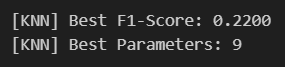 [KNN] Best F1-Score: 0.2200
[KNN] Best Parameters: 9